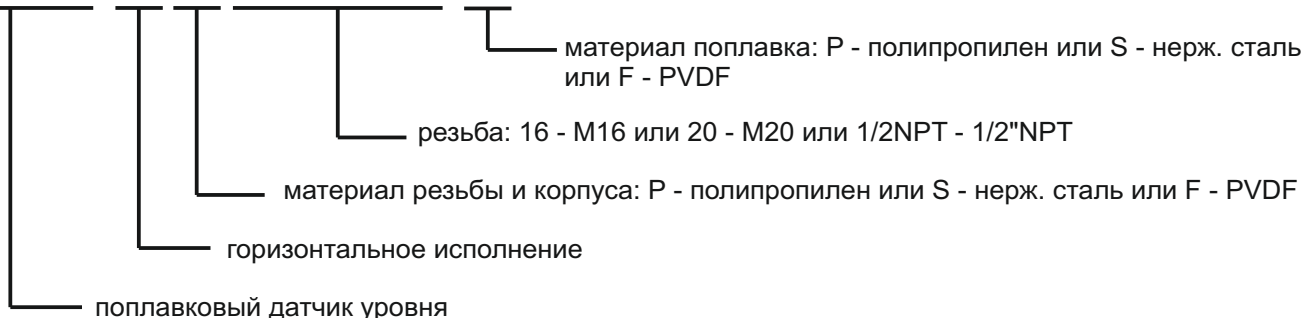 материал поплавка: P - полипропилен или S - нерж. сталь
или F - PVDF
резьба: 16 - M16 или 20 - M20 или 1/2NPT - 1/2"NPT
материал резьбы и корпуса: P - полипропилен или S - нерж. сталь или F - PVDF
горизонтальное исполнение
поплавковый датчик уровня